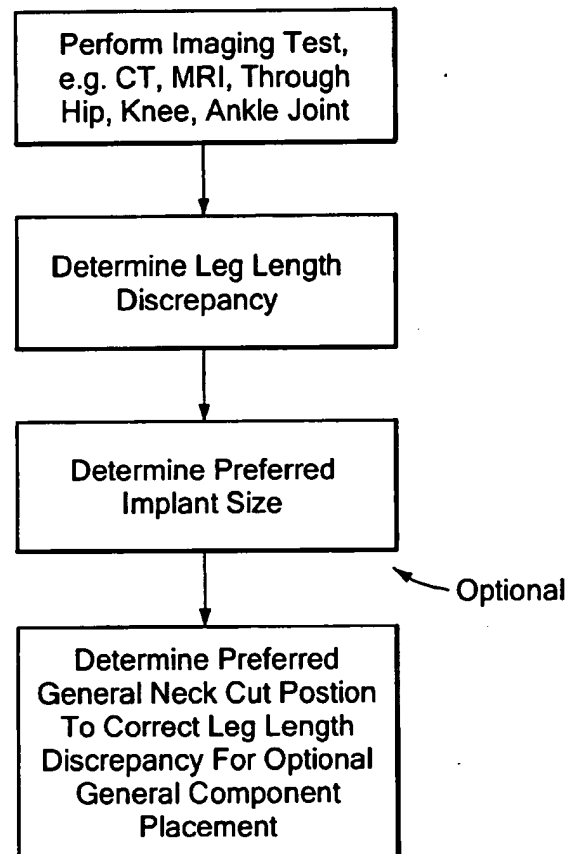 Perform Imaging Test,
e.g. CT, MRI, Through
Hip, Knee, Ankle Joint
Determine Leg Length
Discrepancy
Determine Preferred
Implant Size
Optional
Determine Preferred
General Neck Cut Postion
To Correct Leg Length
Discrepancy For Optional
General Component
Placement